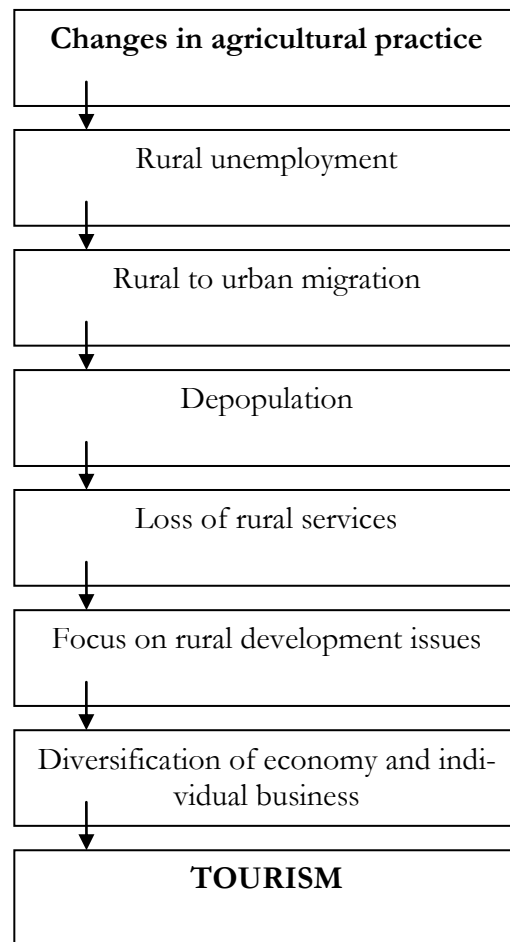 Changes in agricultural practice
Rural unemployment
Rural to urban migration
Depopulation
Loss of rural services
Focus on rural development issues
Diversification of economy and indi-
vidual business
TOURISM